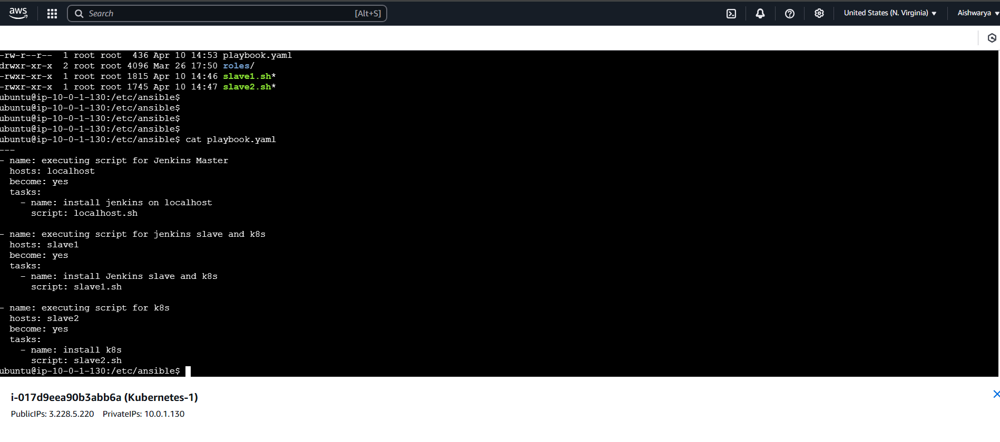 aws
Search [Alt+S]
United States (N. Virginia)
Aishwarya
-rw-r--r--  1 root root  436 Apr 10 14:53 playbook.yaml
drwxr-xr-x  2 root root 4096 Mar 26 17:50 roles/
-rwxr-xr-x  1 root root 1815 Apr 10 14:46 slave1.sh*
-rwxr-xr-x  1 root root 1745 Apr 10 14:47 slave2.sh*
ubuntu@ip-10-0-1-130:/etc/ansible$
ubuntu@ip-10-0-1-130:/etc/ansible$
ubuntu@ip-10-0-1-130:/etc/ansible$
ubuntu@ip-10-0-1-130:/etc/ansible$
ubuntu@ip-10-0-1-130:/etc/ansible$ cat playbook.yaml
---
- name: executing script for Jenkins Master
  hosts: localhost
  become: yes
  tasks:
    - name: install jenkins on localhost
      script: localhost.sh
- name: executing script for jenkins slave and k8s
  hosts: slave1
  become: yes
  tasks:
    - name: install Jenkins slave and k8s
      script: slave1.sh
- name: executing script for k8s
  hosts: slave2
  become: yes
  tasks:
    - name: install k8s
      script: slave2.sh
ubuntu@ip-10-0-1-130:/etc/ansible$
i-017d9eea90b3abb6a (Kubernetes-1)
PublicIPs: 3.228.5.220 PrivateIPs: 10.0.1.130